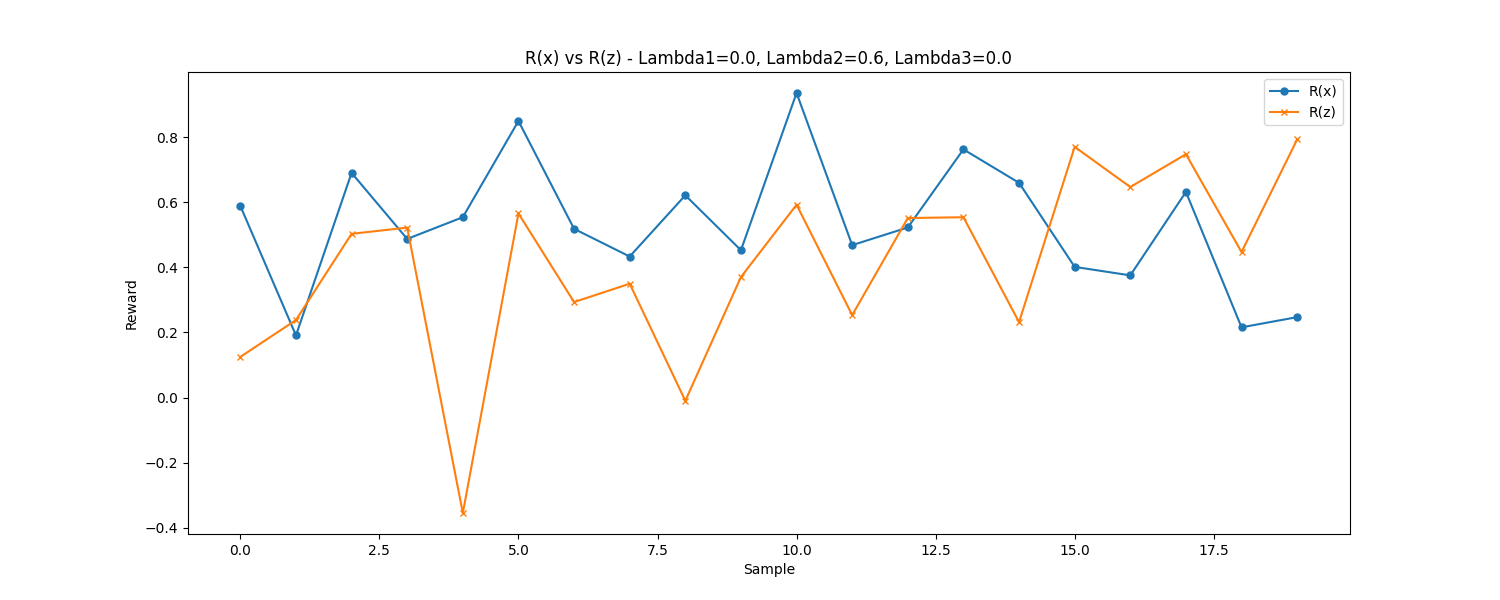 R(x) vs R(z) - Lambda1=0.0, Lambda2=0.6, Lambda3=0.0
R(x)
R(z)
0.8
0.6
0.4
0.2
0.0
−0.2
−0.4
Reward
0.0 2.5 5.0 7.5 10.0 12.5 15.0 17.5
Sample